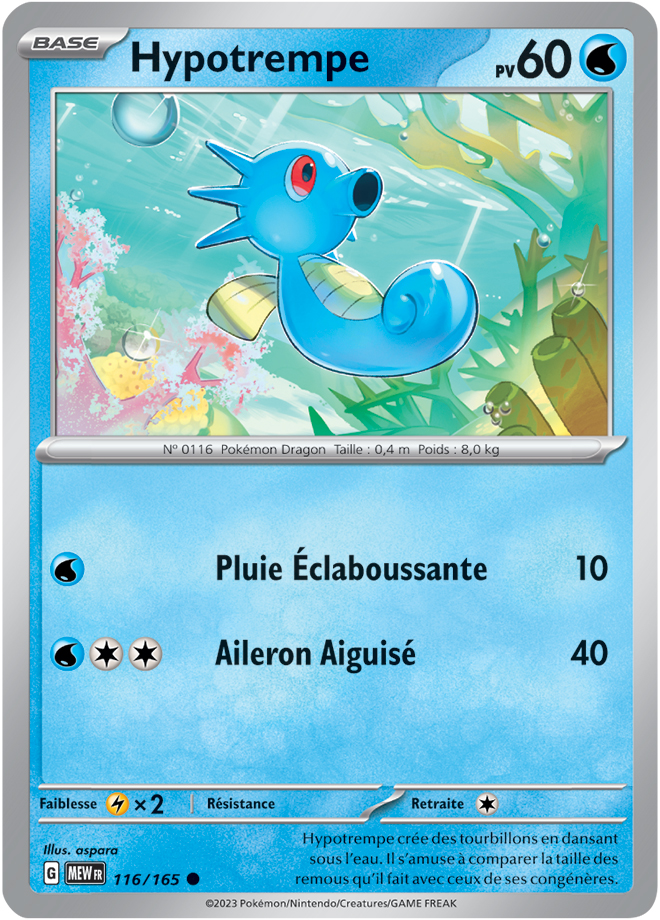 BASE Hypotrempe PV 60
N° 0116 Pokémon Dragon Taille : 0,4 m Poids : 8,0 kg
Pluie Éclaboussante 10
Aileron Aiguisé 40
Faiblesse ×2 Résistance Retraite
Illus. aspara
Hypotrempe crée des tourbillons en dansant
sous l'eau. Il s'amuse à comparer la taille des
remous qu'il fait avec ceux de ses congénères.
G MEW FR 116/165
©2023 Pokémon/Nintendo/Creatures/GAME FREAK